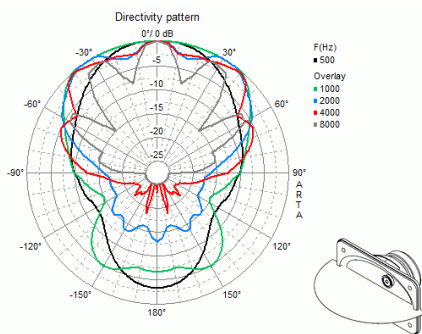 Directivity pattern
0°/ 0 dB
-30°
30°
-5
-10
-15
-20
-25
-60°
60°
-90°
90°
-120°
120°
-150°
150°
180°
A
R
T
A
F(Hz)
500
Overlay
1000
2000
4000
8000